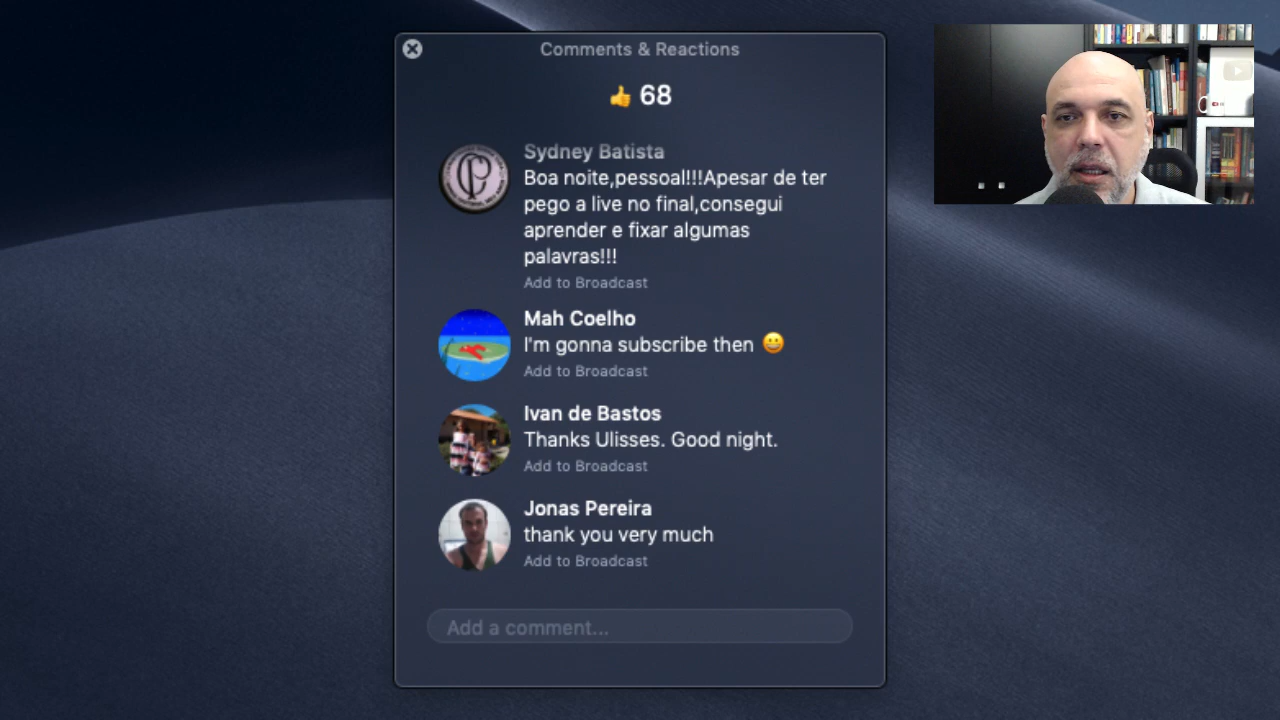 Comments & Reactions
👍 68
Sydney Batista
Boa noite,pessoal!!!Apesar de ter
pego a live no final,consegui
aprender e fixar algumas
palavras!!!
Add to Broadcast
Mah Coelho
I'm gonna subscribe then 😀
Add to Broadcast
Ivan de Bastos
Thanks Ulisses. Good night.
Add to Broadcast
Jonas Pereira
thank you very much
Add to Broadcast
Add a comment...